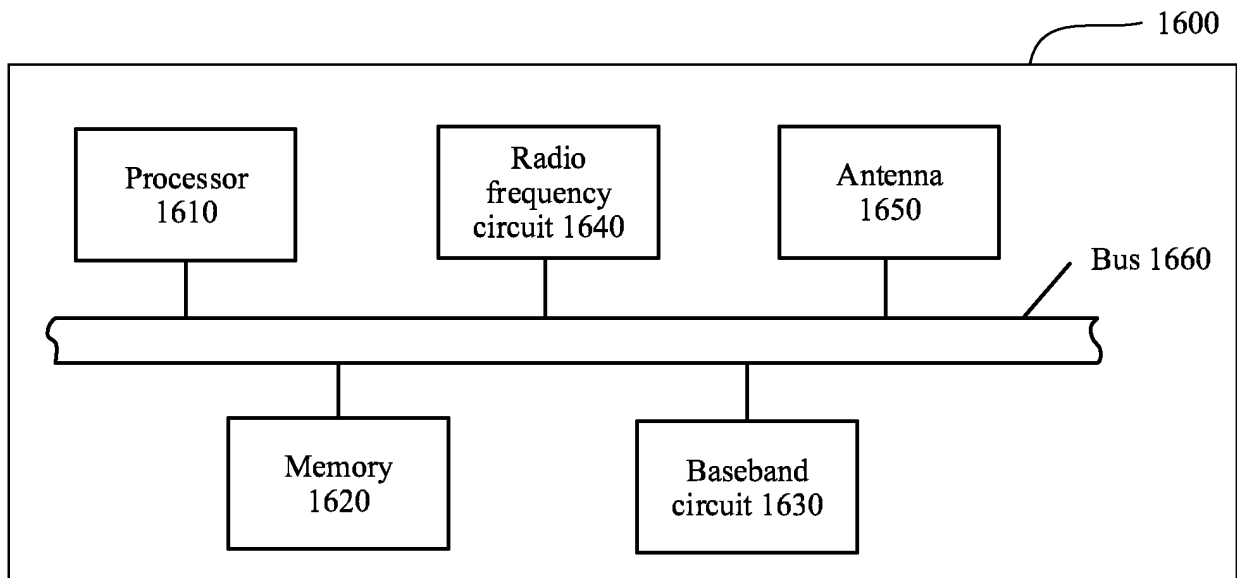 1600
Processor
1610
Radio
frequency
circuit 1640
Antenna
1650
Bus 1660
Memory
1620
Baseband
circuit 1630